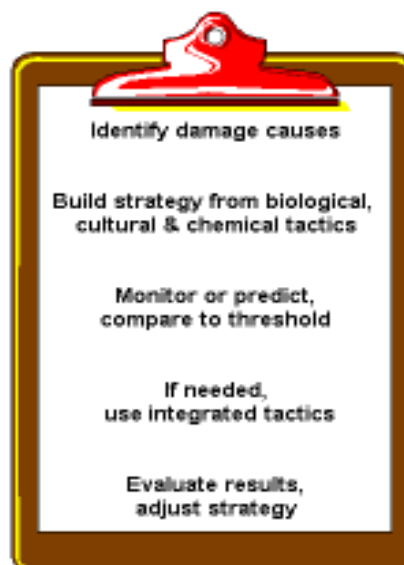 Identify damage causes
Build strategy from biological,
cultural & chemical tactics
Monitor or predict,
compare to threshold
If needed,
use integrated tactics
Evaluate results,
adjust strategy